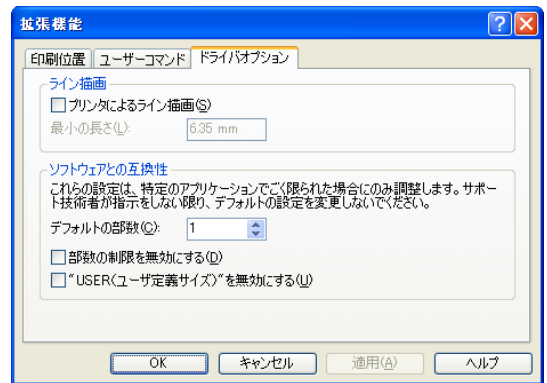 拡張機能
印刷位置 ユーザーコマンド ドライバオプション
ライン描画
プリンタによるライン描画(S)
最小の長さ(L): 6.35 mm
ソフトウェアとの互換性
これらの設定は、特定のアプリケーションでごく限られた場合にのみ調整します。サポー
ト技術者が指示をしない限り、デフォルトの設定を変更しないでください。
デフォルトの部数(C): 1
部数の制限を無効にする(D)
"USER(ユーザ定義サイズ)"を無効にする(U)
OK キャンセル 適用(A) ヘルプ